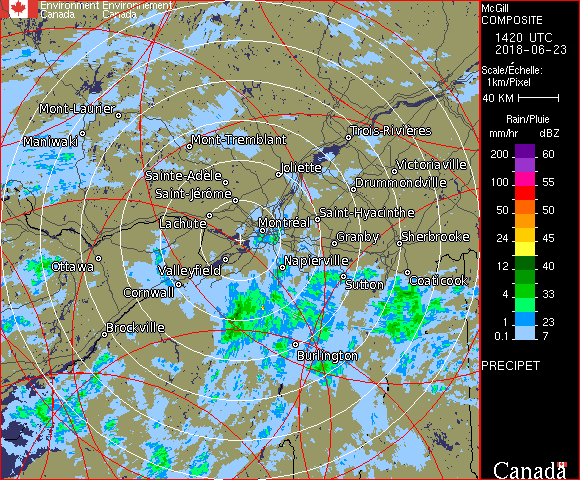 Environment Environnement
Canada Canada
McGill
COMPOSITE
1420 UTC
2018-06-23
Scale/Échelle:
1km/Pixel
40 KM
Rain/Pluie
mm/hr dBZ
200 60
100 55
50 50
24 45
12 40
4 33
1 23
0.1 7
PRECIPET
Canada
Mont-Laurier
Maniwaki
Mont-Tremblant
Trois-Rivières
Sainte-Adèle
Joliette
Victoriaville
Saint-Jérôme
Drummondville
Lachute
Saint-Hyacinthe
Montréal
Granby
Sherbrooke
Ottawa
Valleyfield
Napierville
Cornwall
Sutton
Coaticook
Brockville
Burlington